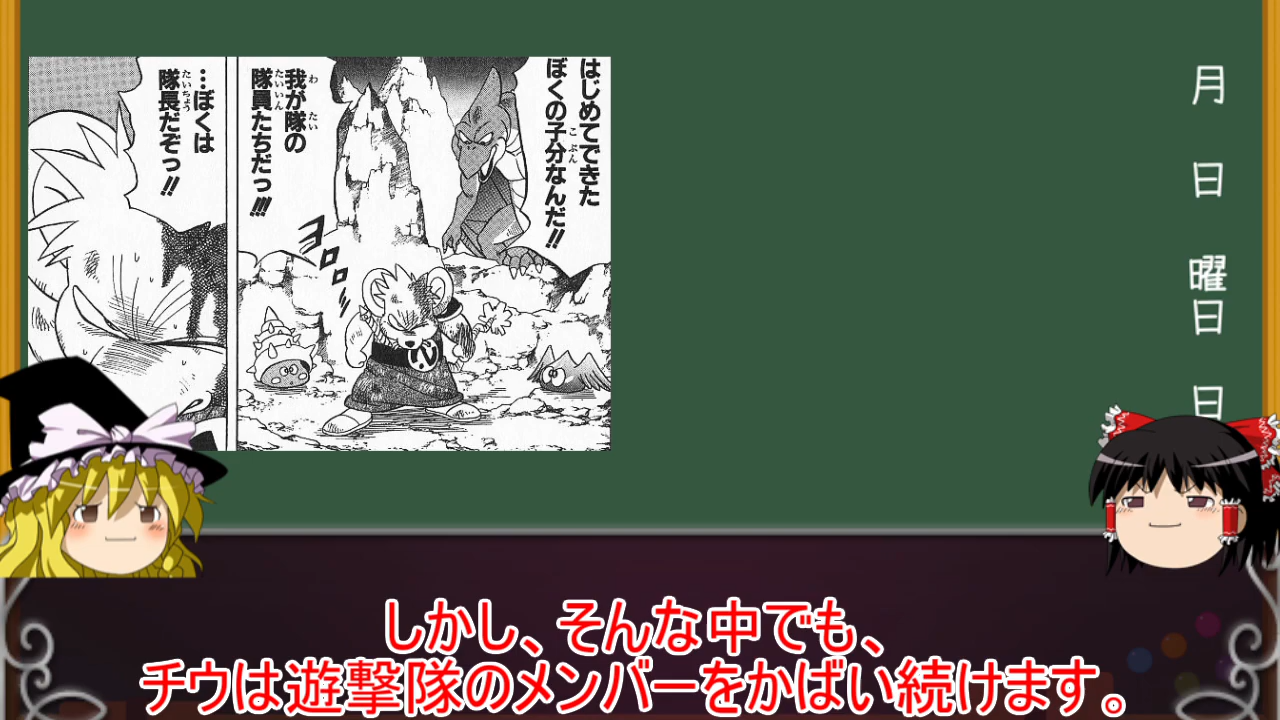 はじめてできた
ぼくの子分なんだ!!
我が隊の
隊員たちだっ!!!
ヨロロ
…ぼくは
隊長だぞっ!!
月
日
曜日
日
しかし、そんな中でも、
チウは遊撃隊のメンバーをかばい続けます。